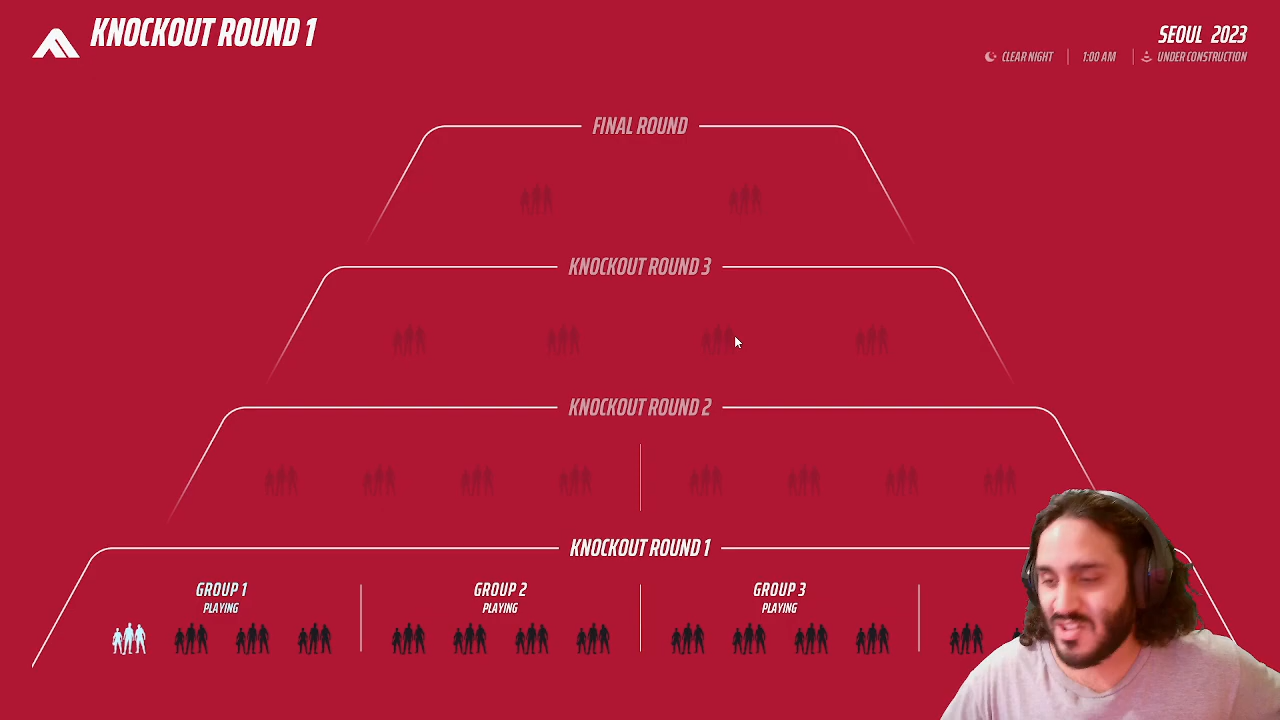 KNOCKOUT ROUND 1
SEOUL 2023
CLEAR NIGHT
1:00 AM
UNDER CONSTRUCTION
FINAL ROUND
KNOCKOUT ROUND 3
KNOCKOUT ROUND 2
KNOCKOUT ROUND 1
GROUP 1
PLAYING
GROUP 2
PLAYING
GROUP 3
PLAYING